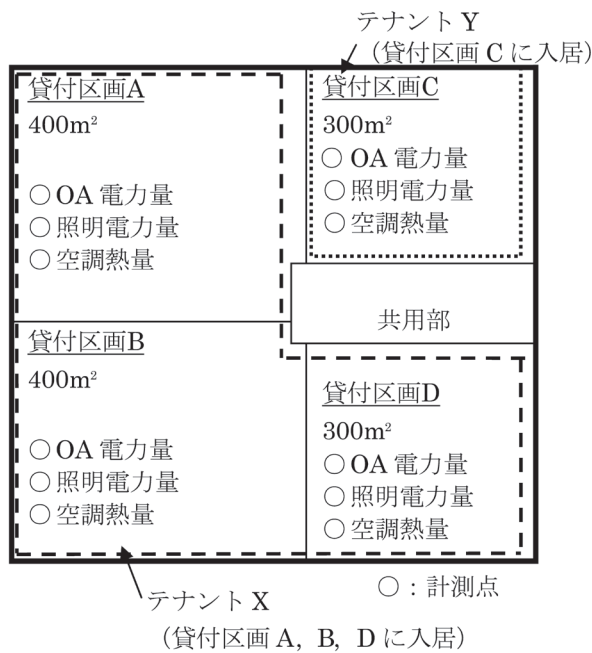 テナントY
（貸付区画Cに入居）
貸付区画A
400m²
○ OA電力量
○ 照明電力量
○ 空調熱量
貸付区画C
300m²
○ OA電力量
○ 照明電力量
○ 空調熱量
共用部
貸付区画B
400m²
○ OA電力量
○ 照明電力量
○ 空調熱量
貸付区画D
300m²
○ OA電力量
○ 照明電力量
○ 空調熱量
○：計測点
テナントX
（貸付区画A，B，Dに入居）